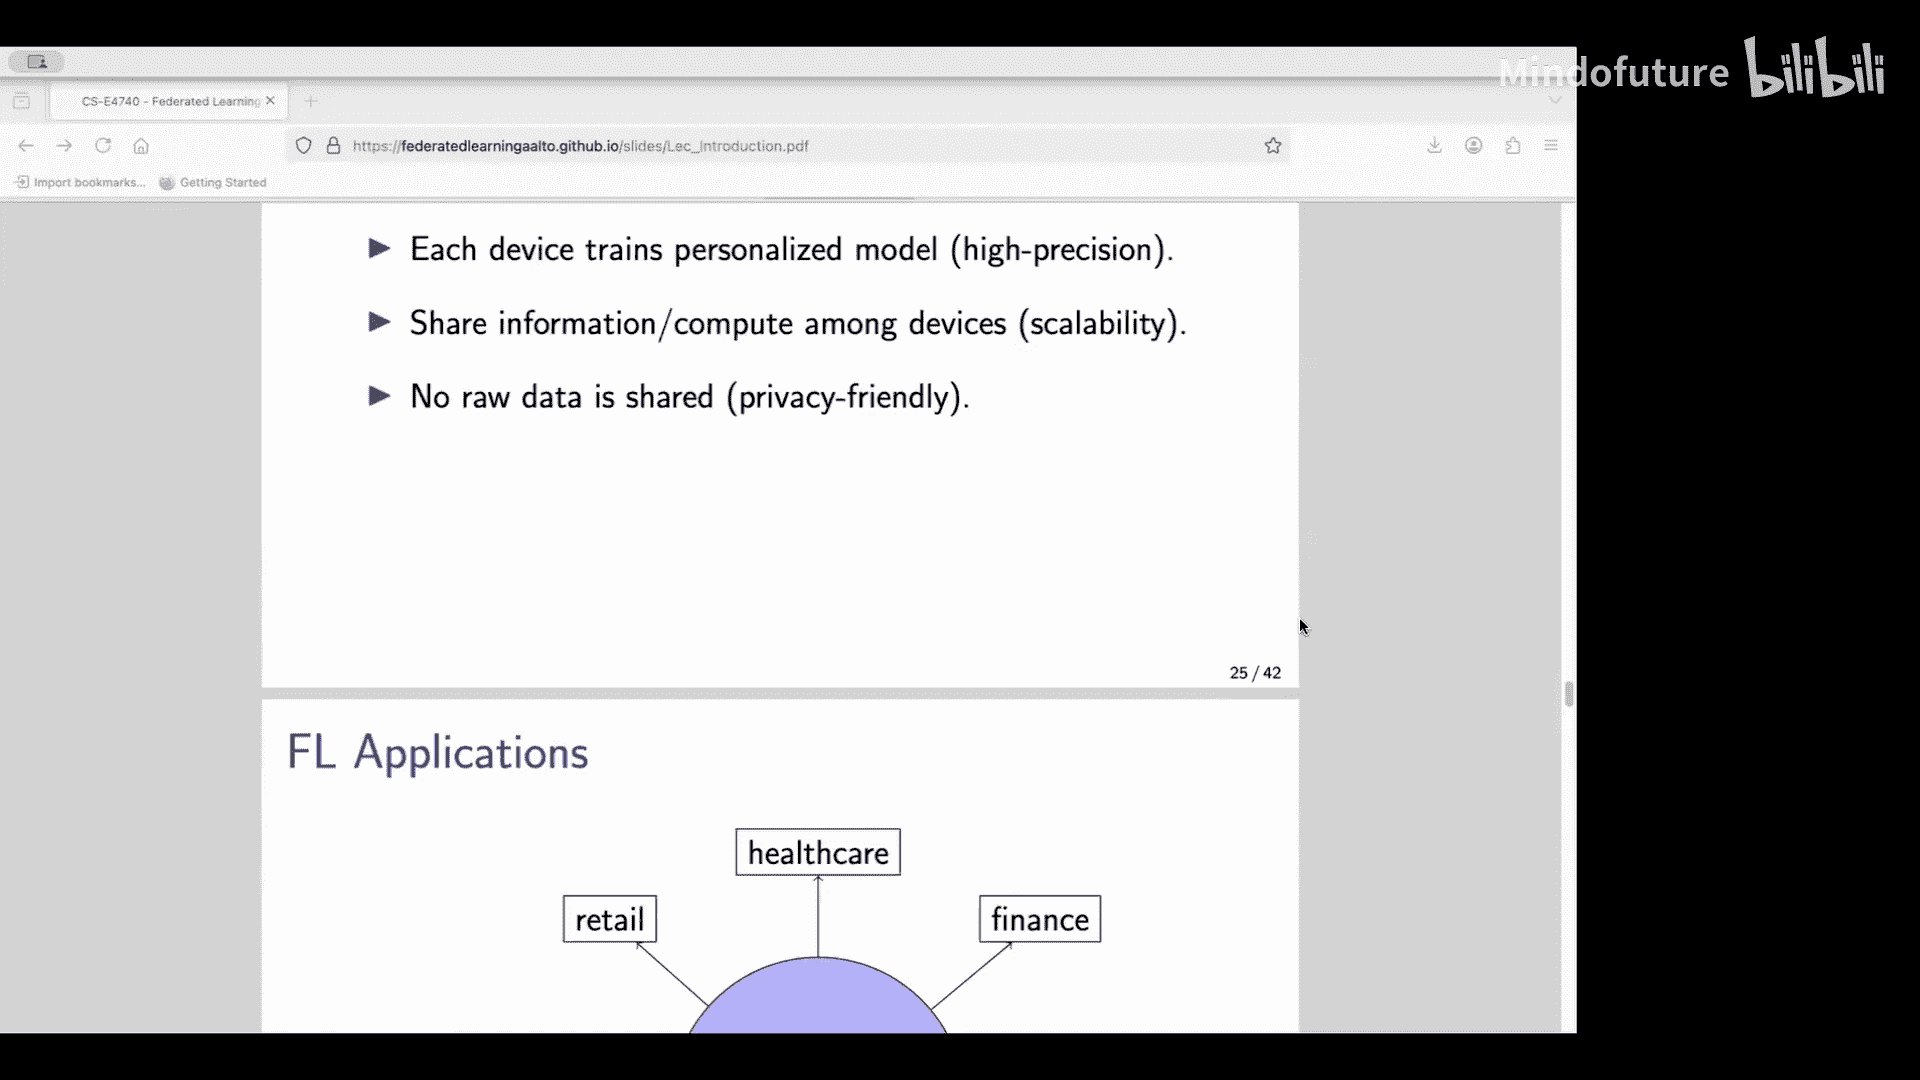 Mindofuture bilibili
CS-E4740 - Federated Learning
https://federatedlearningaalto.github.io/slides/Lec_Introduction.pdf
Import bookmarks... Getting Started
Each device trains personalized model (high-precision).
Share information/compute among devices (scalability).
No raw data is shared (privacy-friendly).
25 / 42
FL Applications
healthcare
retail
finance